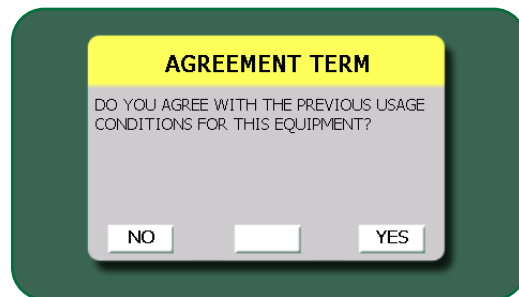 AGREEMENT TERM
DO YOU AGREE WITH THE PREVIOUS USAGE
CONDITIONS FOR THIS EQUIPMENT?
NO
YES